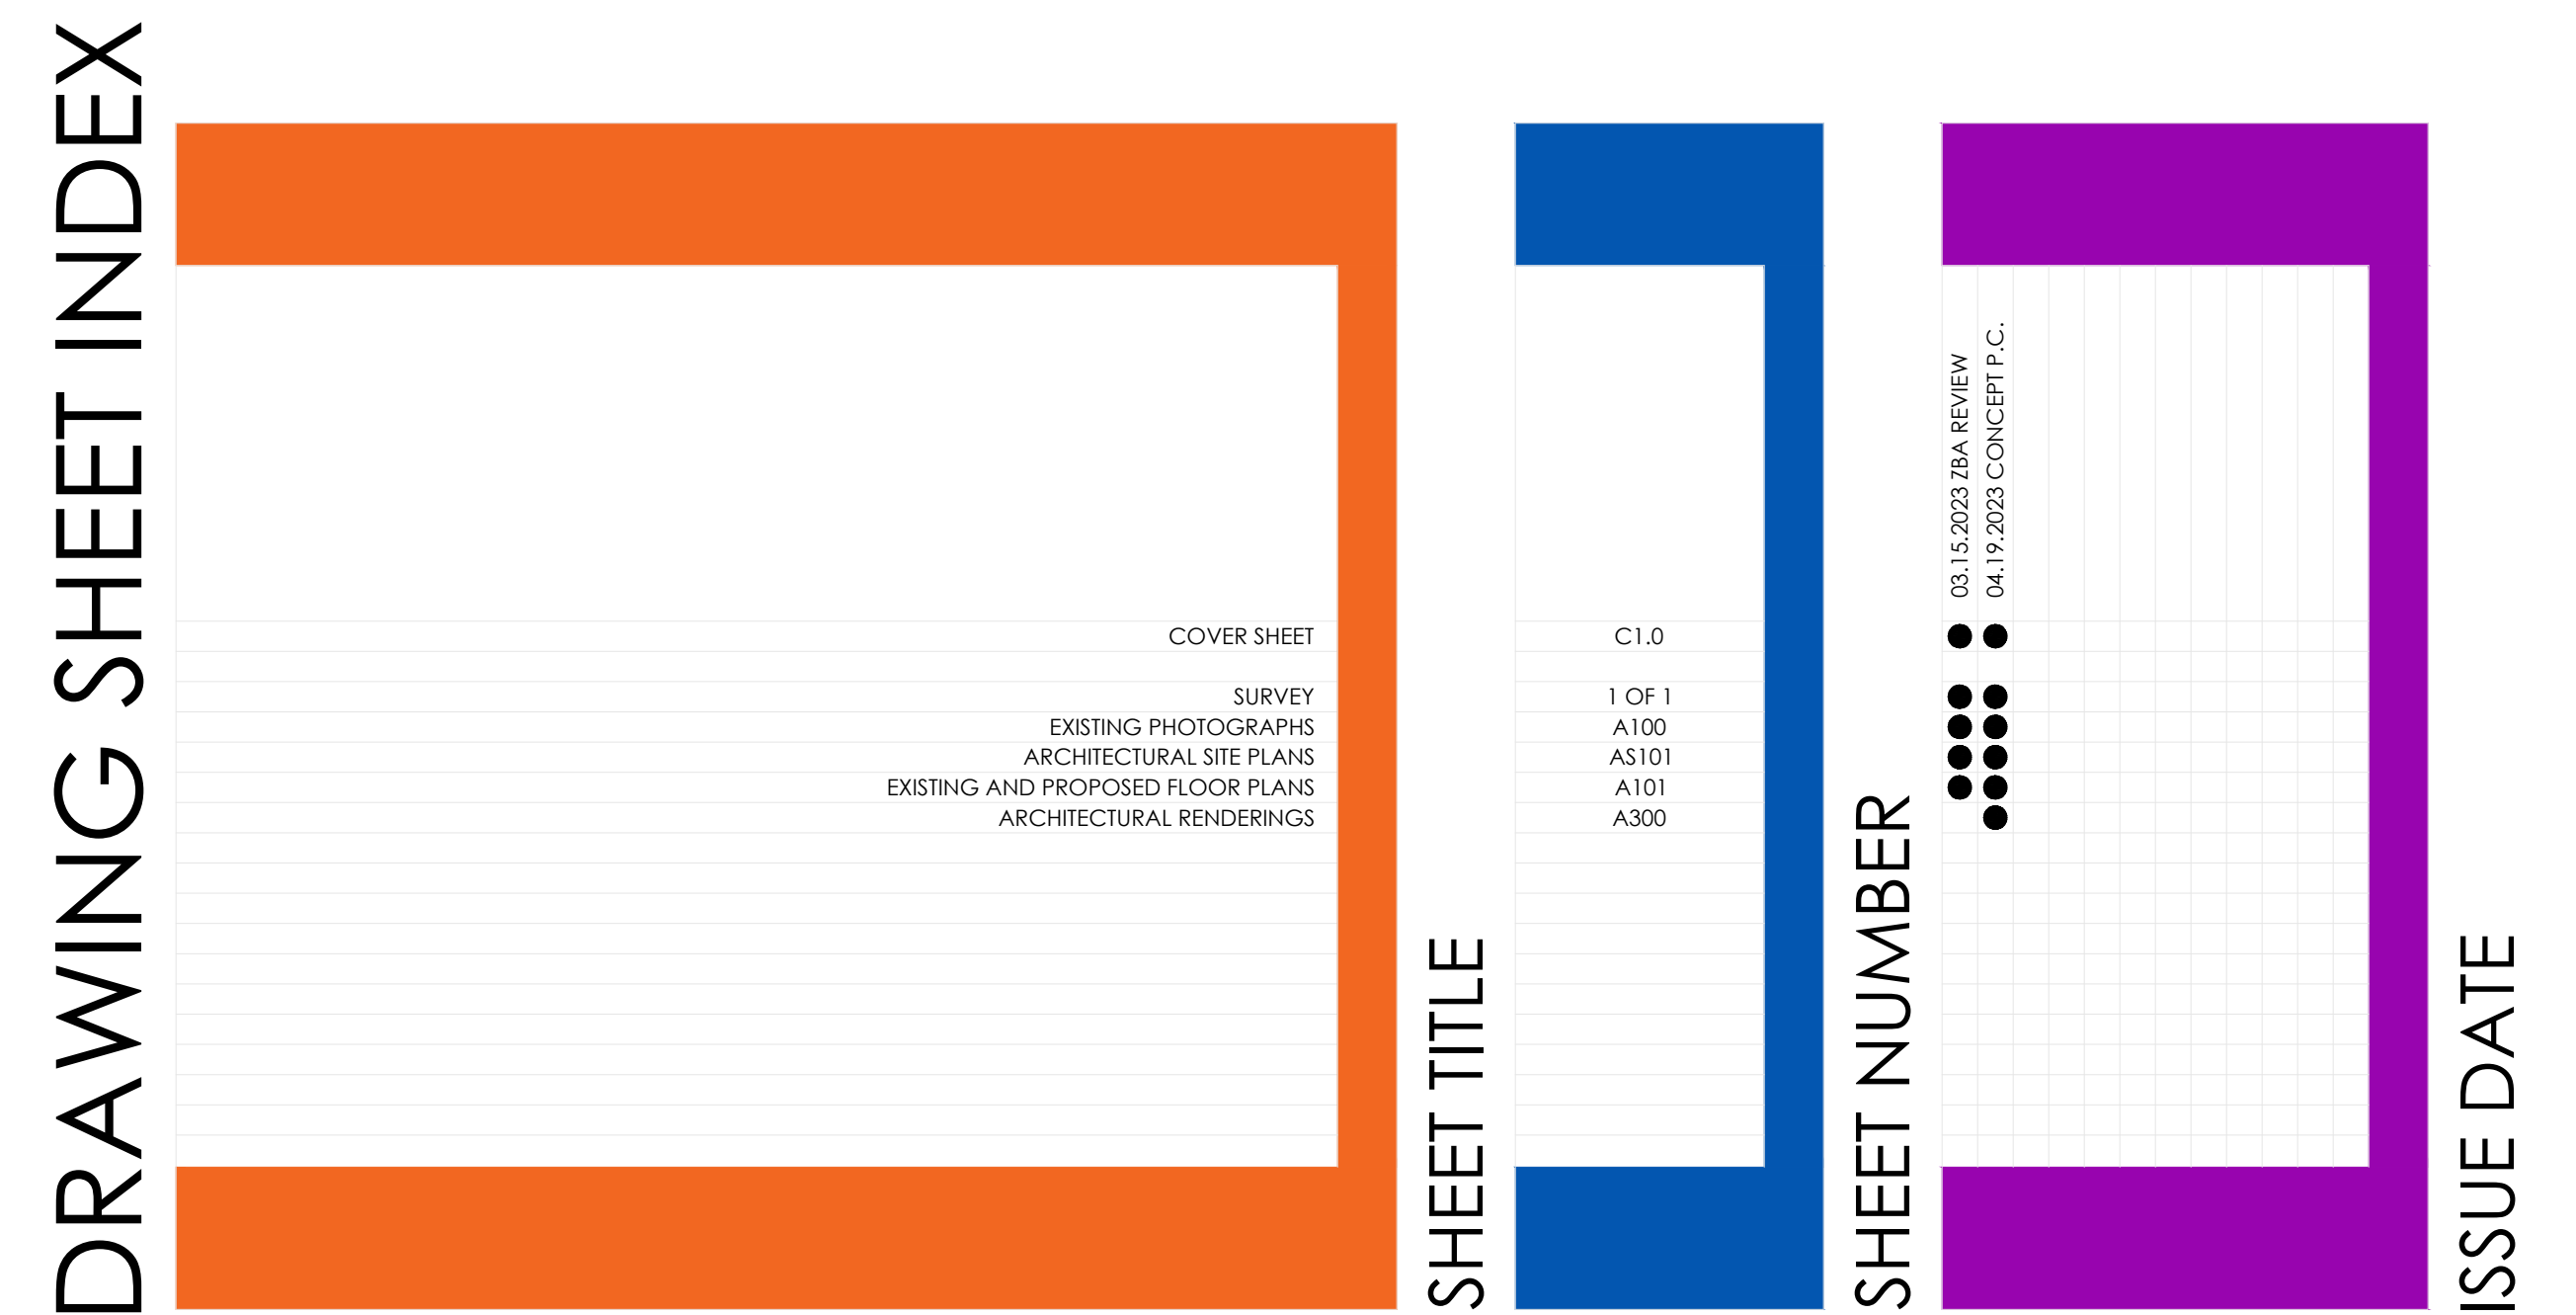 DRAWING SHEET INDEX
SHEET TITLE
COVER SHEET
SURVEY
EXISTING PHOTOGRAPHS
ARCHITECTURAL SITE PLANS
EXISTING AND PROPOSED FLOOR PLANS
ARCHITECTURAL RENDERINGS
SHEET NUMBER
C1.0
1 OF 1
A100
AS101
A101
A300
ISSUE DATE
03.15.2023 ZBA REVIEW
04.19.2023 CONCEPT P.C.